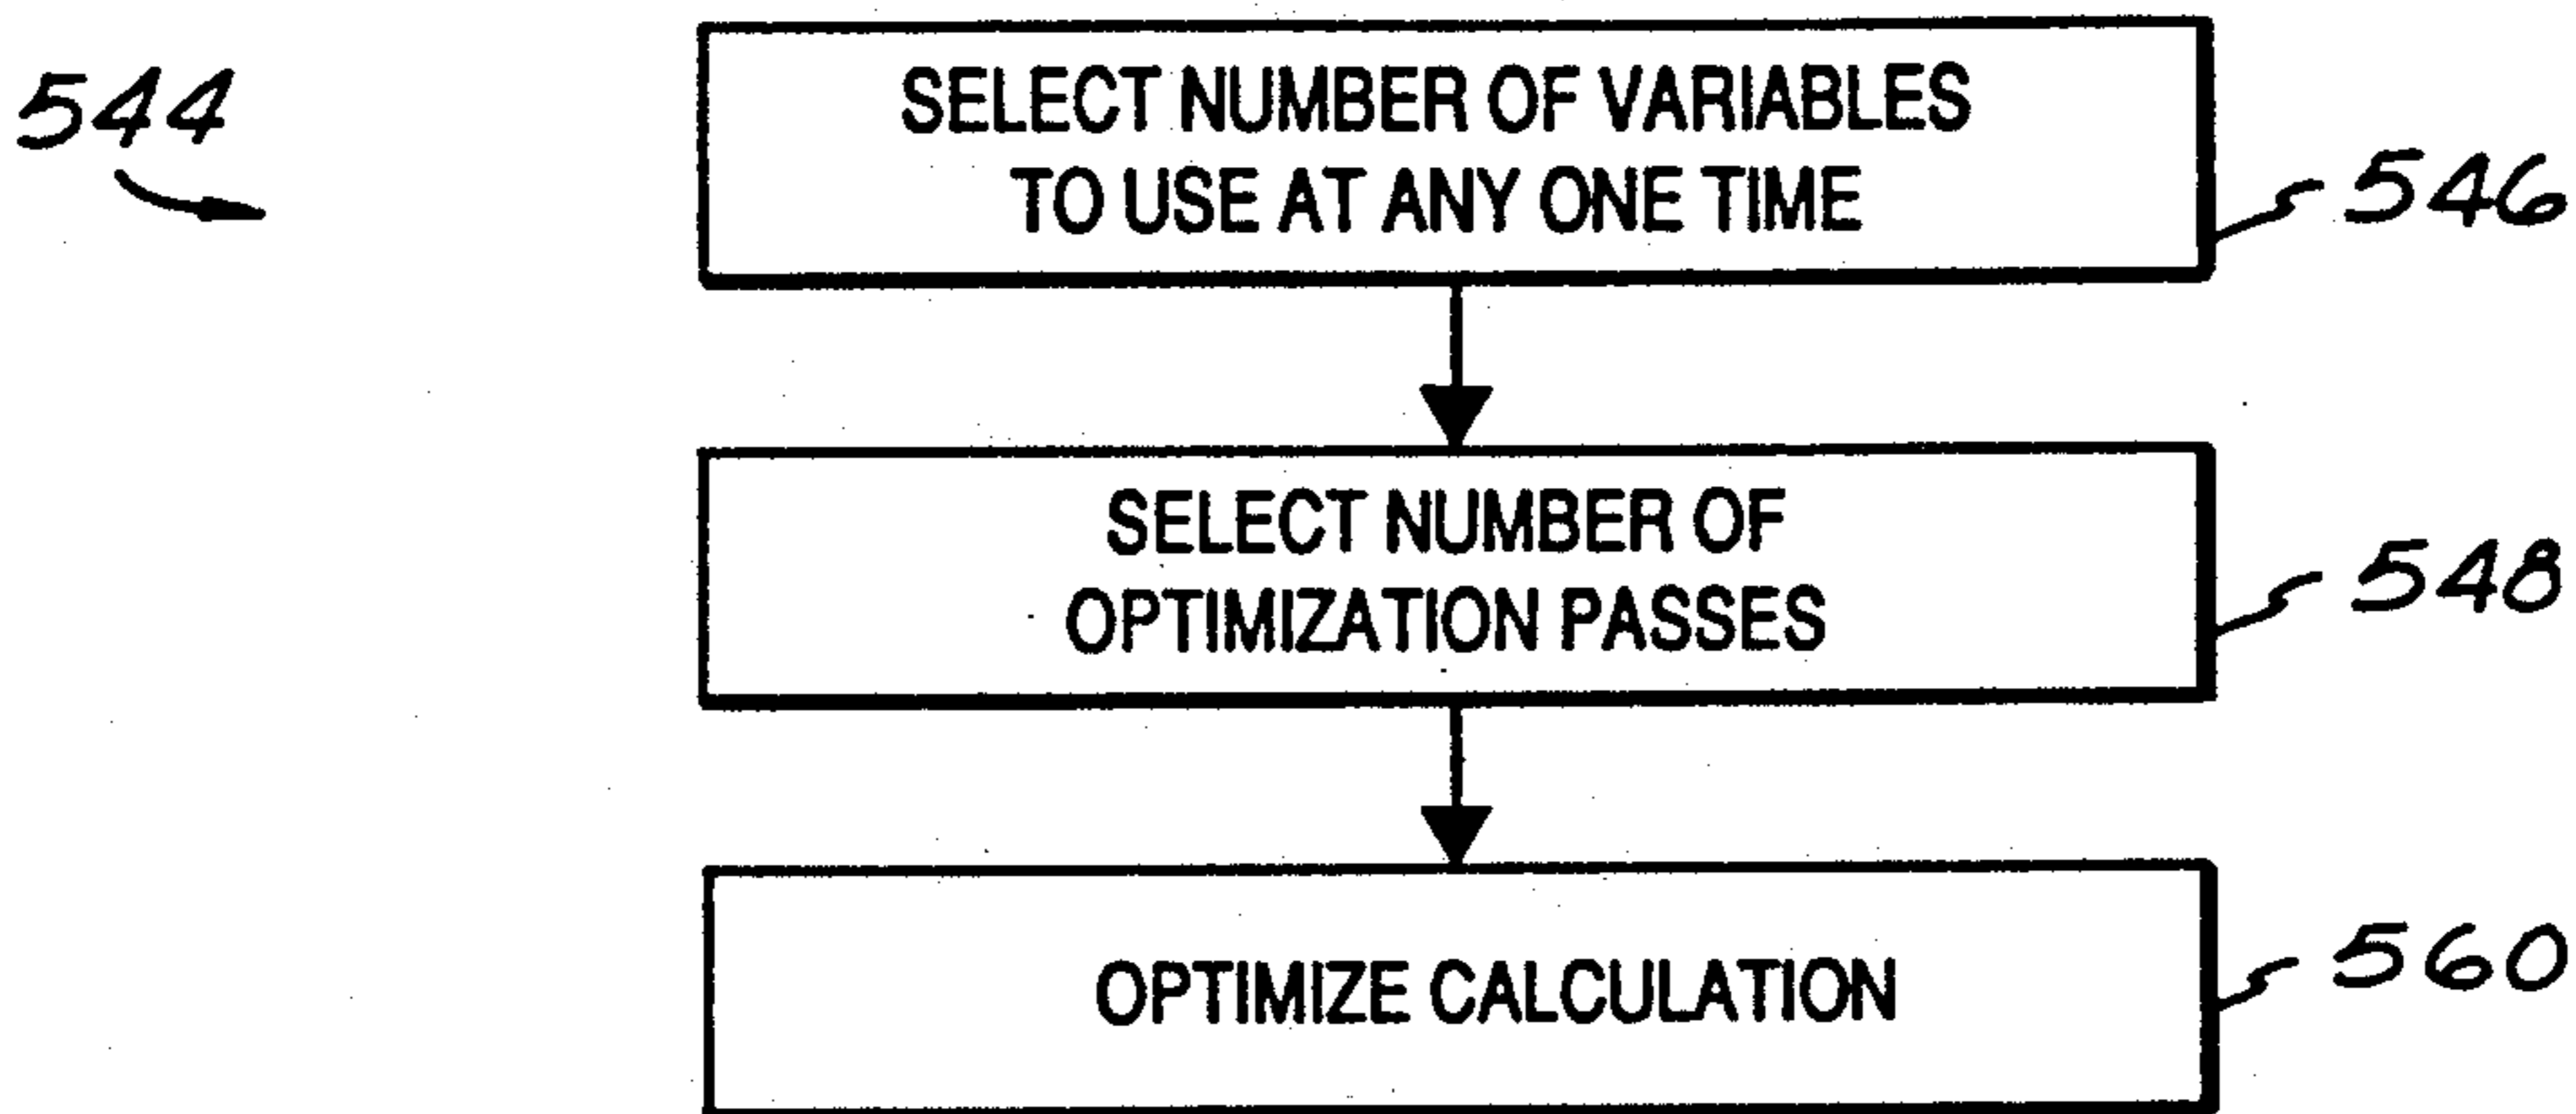 544
SELECT NUMBER OF VARIABLES
TO USE AT ANY ONE TIME
546
SELECT NUMBER OF
OPTIMIZATION PASSES
548
OPTIMIZE CALCULATION
560